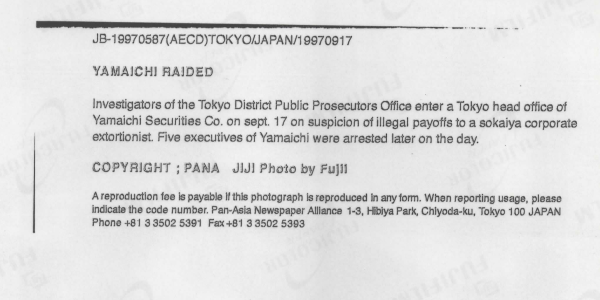 JB-19970587(AECD)TOKYO/JAPAN/19970917
YAMAICHI RAIDED
Investigators of the Tokyo District Public Prosecutors Office enter a Tokyo head office of
Yamaichi Securities Co. on sept. 17 on suspicion of illegal payoffs to a sokaiya corporate
extortionist. Five executives of Yamaichi were arrested later on the day.
COPYRIGHT ; PANA JIJI Photo by Fujii
A reproduction fee is payable if this photograph is reproduced in any form. When reporting usage, please
indicate the code number. Pan-Asia Newspaper Alliance 1-3, Hibiya Park, Chiyoda-ku, Tokyo 100 JAPAN
Phone +81 3 3502 5391 Fax +81 3 3502 5393